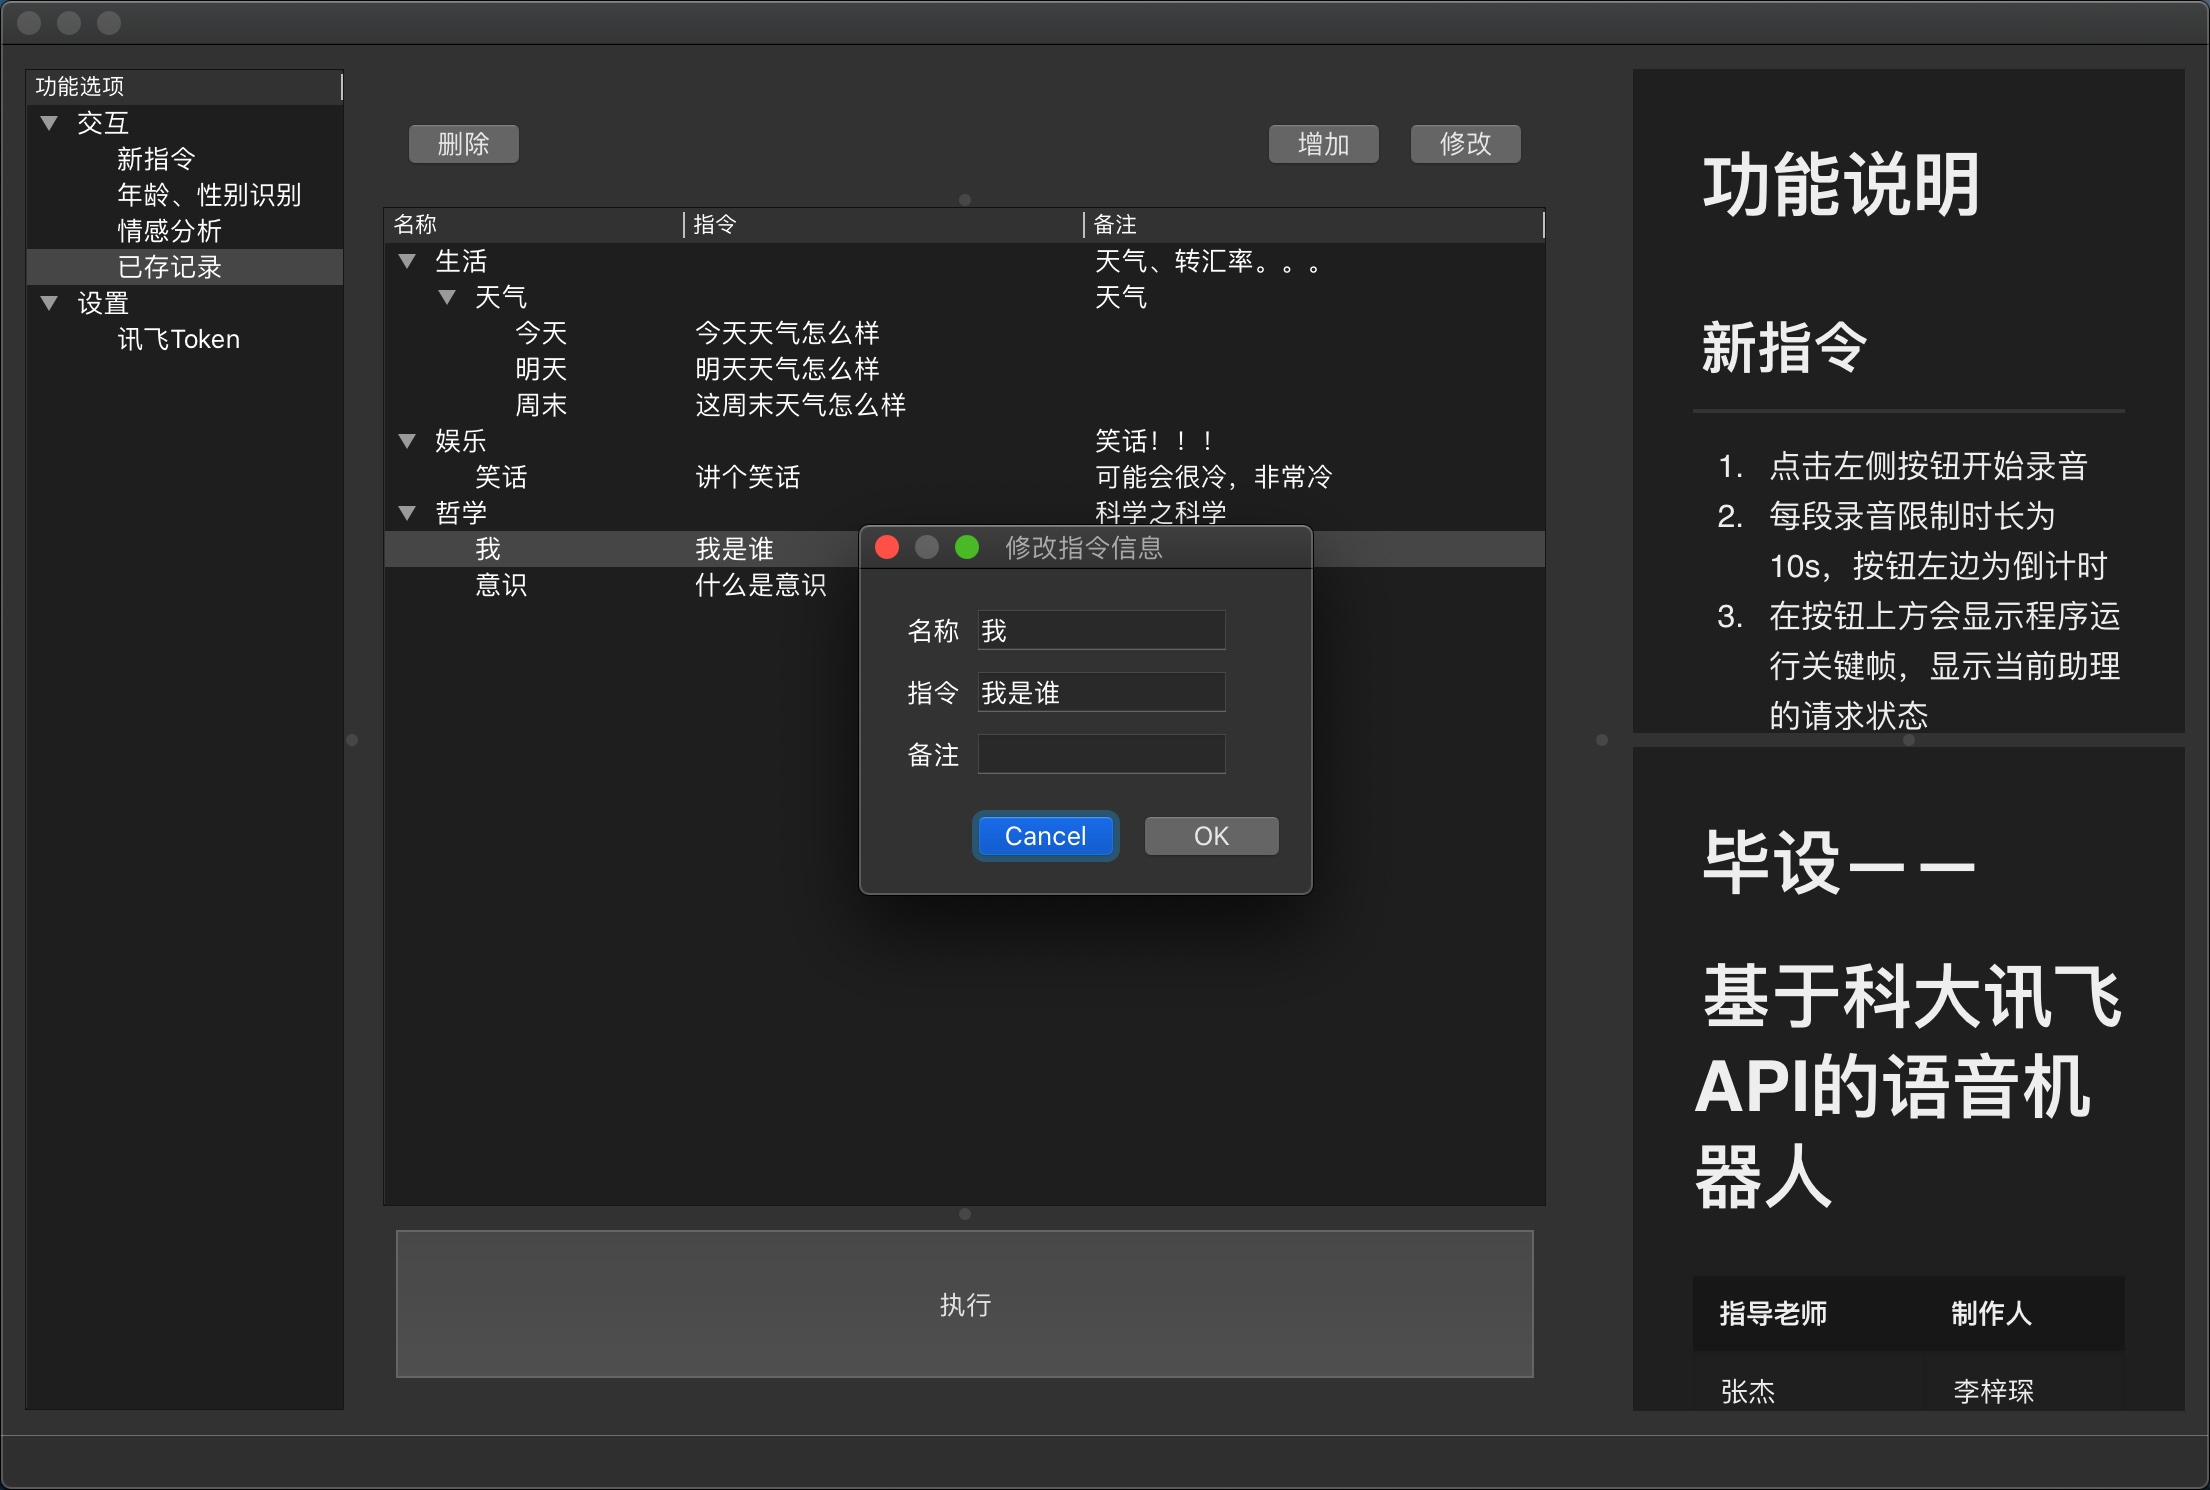 功能选项
交互
新指令
年龄、性别识别
情感分析
已存记录
设置
讯飞Token
删除
增加
修改
名称 指令 备注
生活 天气、转汇率。。。
天气 天气
今天 今天天气怎么样
明天 明天天气怎么样
周末 这周末天气怎么样
娱乐 笑话！！！
笑话 讲个笑话 可能会很冷，非常冷
哲学 科学之科学
我 我是谁
意识 什么是意识
修改指令信息
名称 我
指令 我是谁
备注
Cancel OK
执行
功能说明
新指令
1. 点击左侧按钮开始录音
2. 每段录音限制时长为
10s，按钮左边为倒计时
3. 在按钮上方会显示程序运
行关键帧，显示当前助理
的请求状态
毕设——
基于科大讯飞
API的语音机
器人
指导老师 制作人
张杰 李梓琛